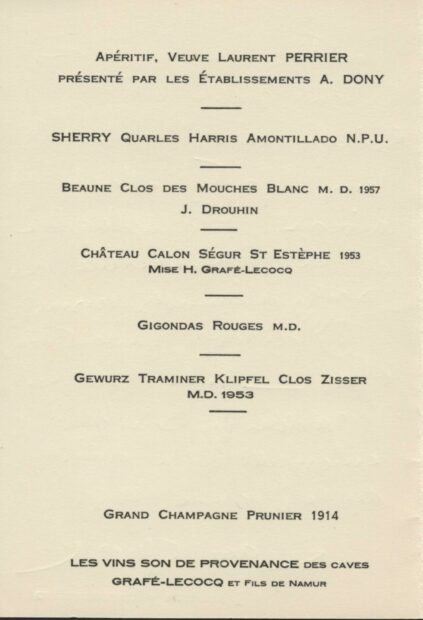 Apéritif, Veuve Laurent PERRIER
PRÉSENTÉ PAR LES ÉTABLISSEMENTS A. DONY
SHERRY Quarles Harris Amontillado N.P.U.
Beaune Clos des Mouches Blanc M. D. 1957
J. Drouhin
Château Calon Ségur St Estèphe 1953
Mise H. Grafé-Lecocq
Gigondas Rouges M.D.
Gewurz Traminer Klipfel Clos Zisser
M.D. 1953
Grand Champagne Prunier 1914
LES VINS SON DE PROVENANCE DES CAVES
GRAFÉ-LECOCQ ET Fils de Namur